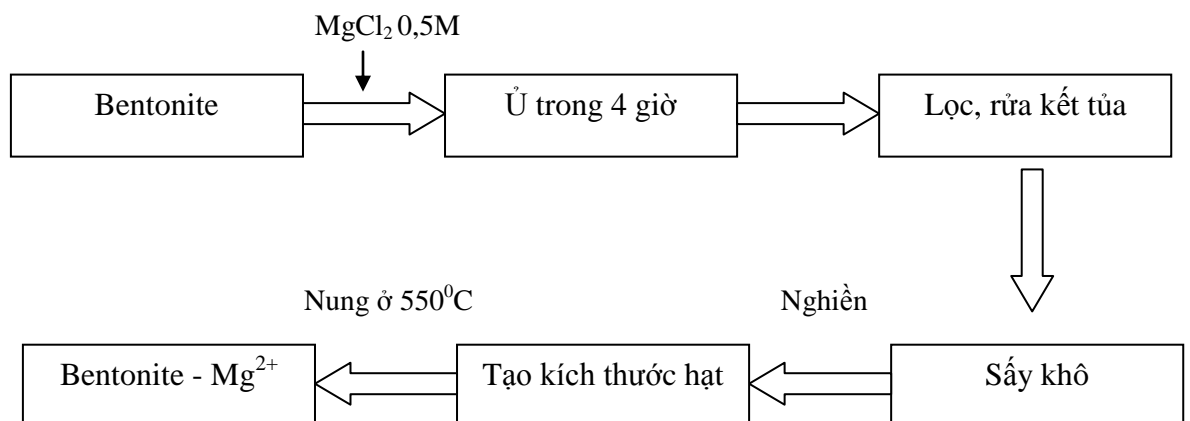 MgCl₂ 0,5M
Bentonite
Ủ trong 4 giờ
Lọc, rửa kết tủa
Nung ở 550⁰C
Nghiền
Bentonite - Mg²⁺
Tạo kích thước hạt
Sấy khô